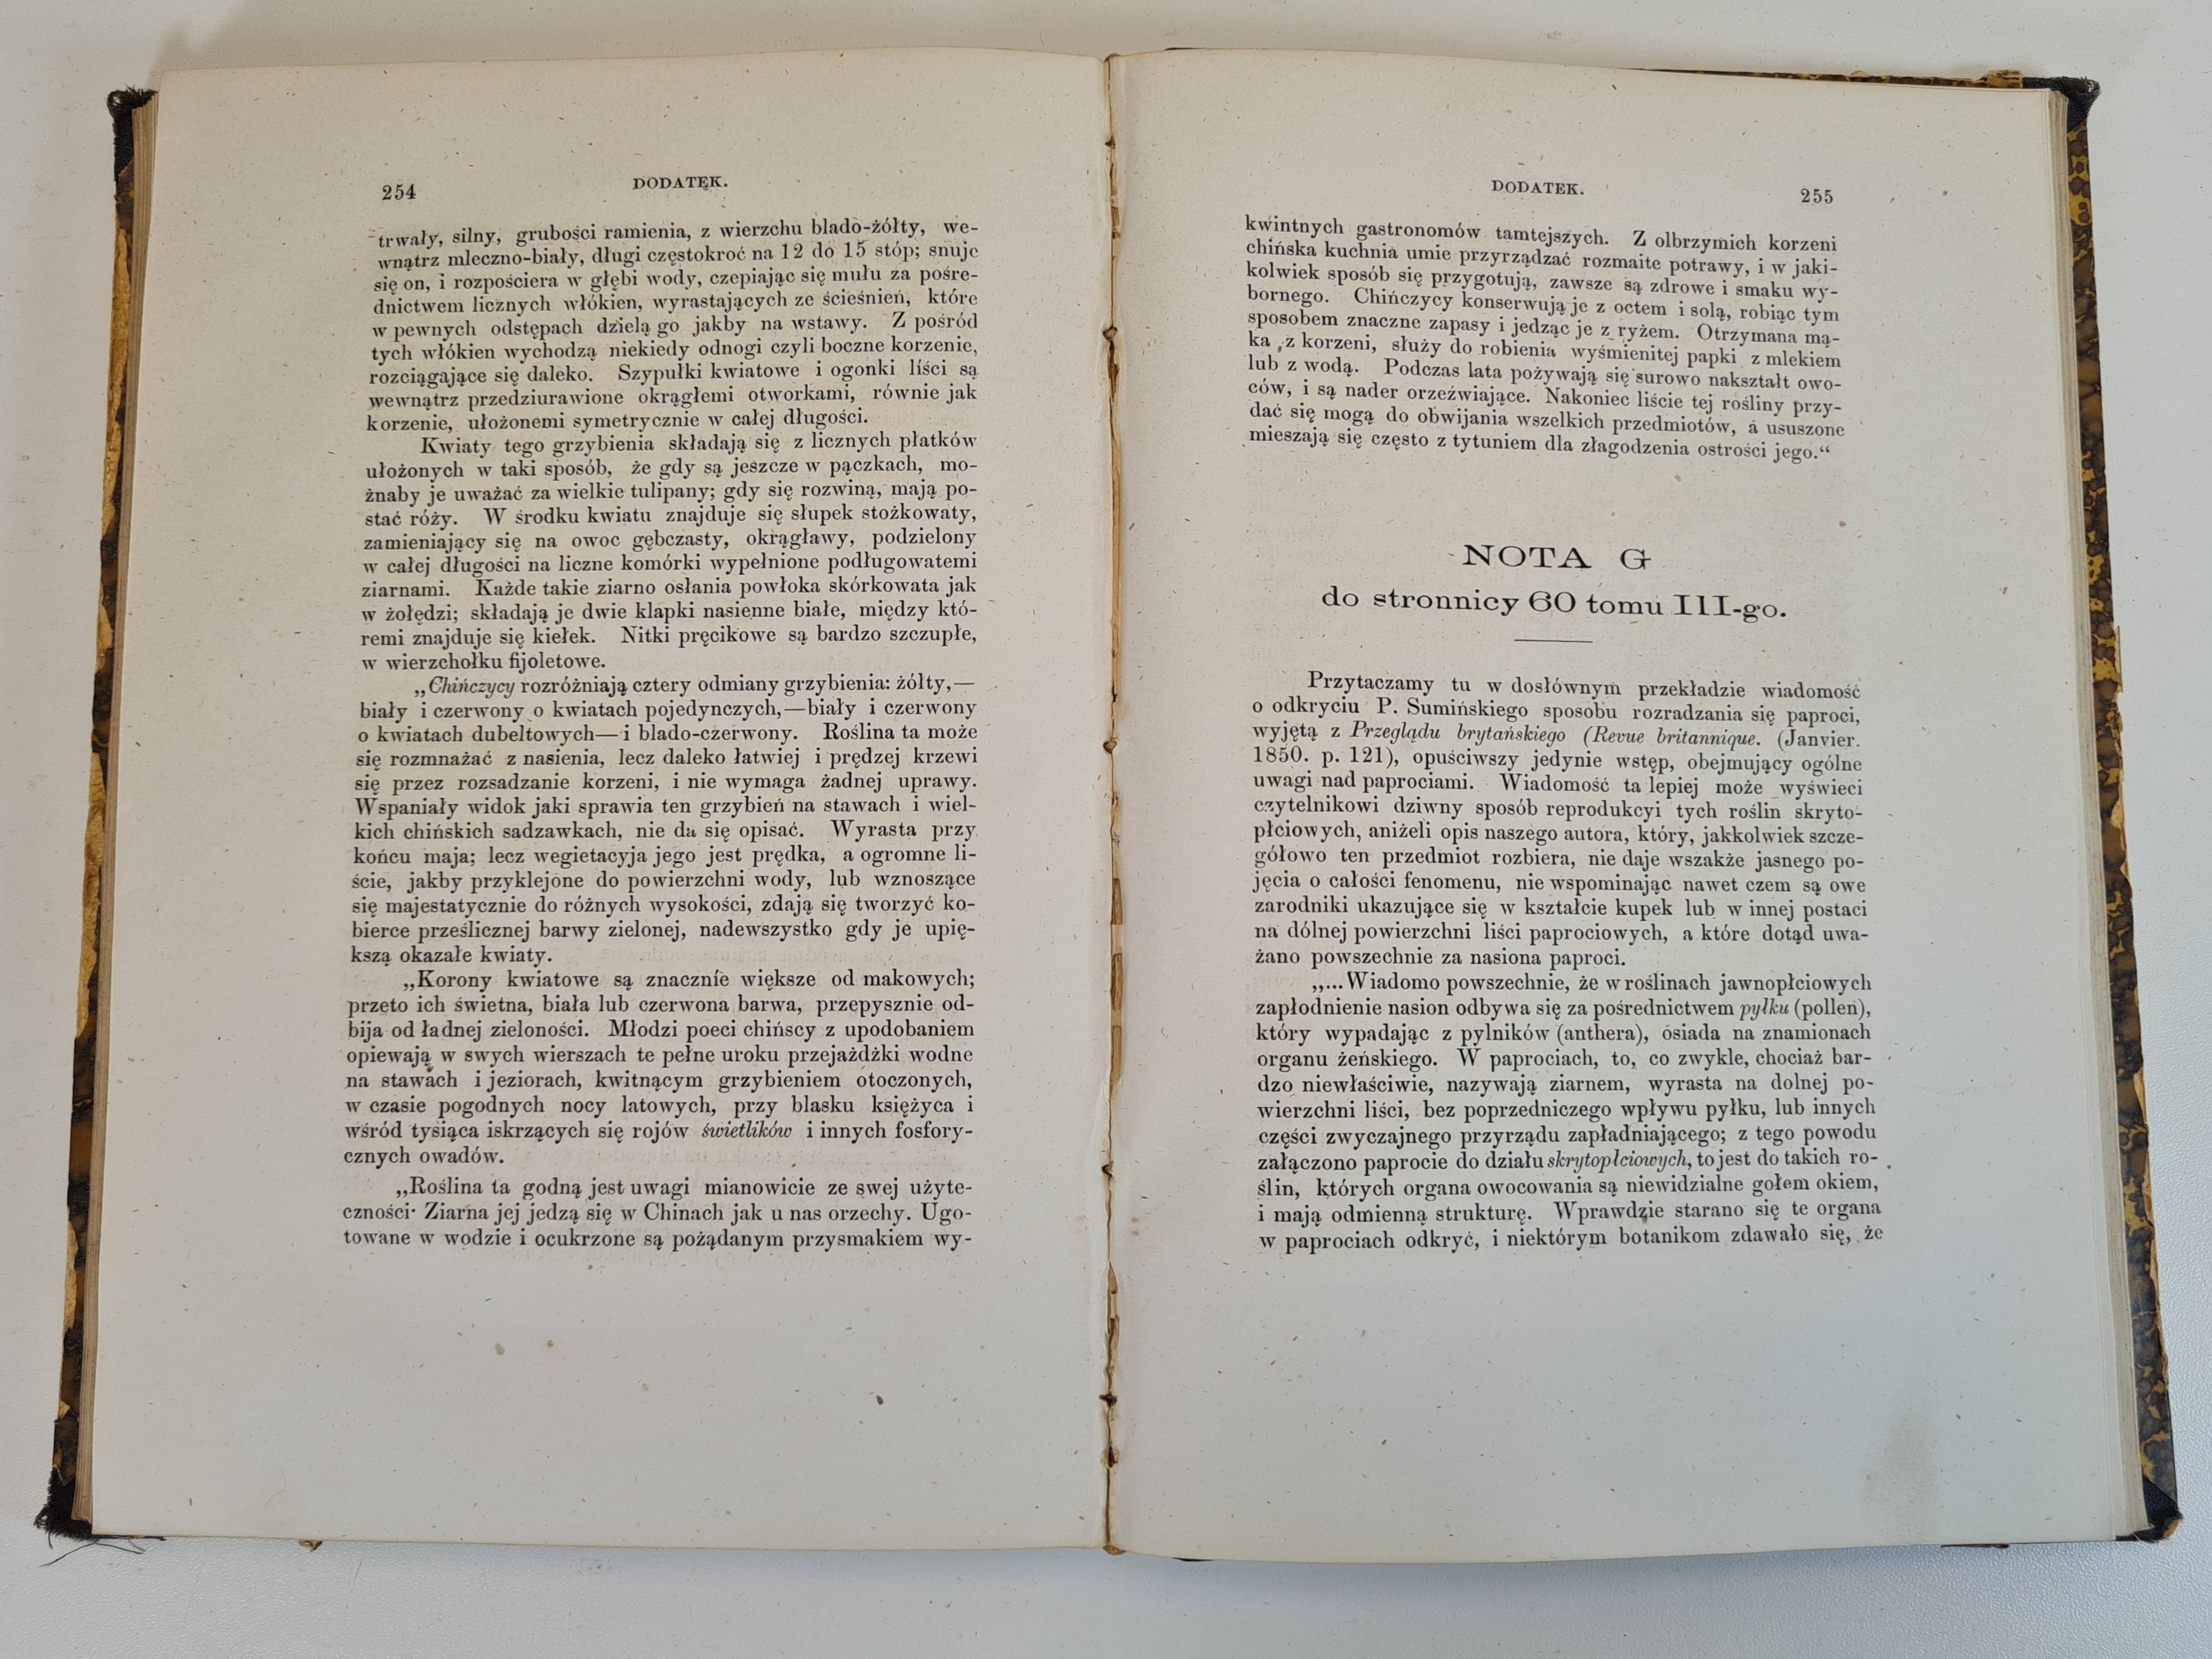 254
DODATEK.
trwały, silny, grubości ramienia, z wierzchu blado-żółty, we-
wnątrz mleczno-biały, długi częstokroć na 12 do 15 stóp; snuje
się on, i rozpościera w głębi wody, czepiając się mułu za pośre-
dnictwem licznych włókien, wyrastających ze ścieśnień, które
w pewnych odstępach dzielą go jakby na wstawy. Z pośród
tych włókien wychodzą niekiedy odnogi czyli boczne korzenie,
rozciągające się daleko. Szypułki kwiatowe i ogonki liści są
wewnątrz przedziurawione okrągłemi otworkami, równie jak
korzenie, ułożonemi symetrycznie w całej długości.
Kwiaty tego grzybienia składają się z licznych płatków
ułożonych w taki sposób, że gdy są jeszcze w pączkach, mo-
żnaby je uważać za wielkie tulipany; gdy się rozwiną, mają po-
stać róży. W środku kwiatu znajduje się słupek stożkowaty,
zamieniający się na owoc gębczasty, okrągławy, podzielony
w całej długości na liczne komórki wypełnione podługowatemi
ziarnami. Każde takie ziarno osłania powłoka skórkowata jak
w żołędzi; składają je dwie klapki nasienne białe, między któ-
remi znajduje się kiełek. Nitki pręcikowe są bardzo szczupłe,
w wierzchołku fijoletowe.
„Chińczycy rozróżniają cztery odmiany grzybienia: żółty,—
biały i czerwony o kwiatach pojedynczych,—biały i czerwony
o kwiatach dubeltowych—i blado-czerwony. Roślina ta może
się rozmnażać z nasienia, lecz daleko łatwiej i prędzej krzewi
się przez rozsadzanie korzeni, i nie wymaga żadnej uprawy.
Wspaniały widok jaki sprawia ten grzybień na stawach i wiel-
kich chińskich sadzawkach, nie da się opisać. Wyrasta przy
końcu maja; lecz wegietacyja jego jest prędka, a ogromne li-
ście, jakby przyklejone do powierzchni wody, lub wznoszące
się majestatycznie do różnych wysokości, zdają się tworzyć ko-
bierce prześlicznej barwy zielonej, nadewszystko gdy je upię-
kszą okazałe kwiaty.
„Korony kwiatowe są znacznie większe od makowych;
przeto ich świetna, biała lub czerwona barwa, przepysznie od-
bija od ładnej zieloności. Młodzi poeci chińscy z upodobaniem
opiewają w swych wierszach te pełne uroku przejażdżki wodne
na stawach i jeziorach, kwitnącym grzybieniem otoczonych,
w czasie pogodnych nocy latowych, przy blasku księżyca i
wśród tysiąca iskrzących się rojów świetlików i innych fosfory-
cznych owadów.
„Roślina ta godną jest uwagi mianowicie ze swej użyte-
czności· Ziarna jej jedzą się w Chinach jak u nas orzechy. Ugo-
towane w wodzie i ocukrzone są pożądanym przysmakiem wy-
DODATEK.
255
kwintnych gastronomów tamtejszych. Z olbrzymich korzeni
chińska kuchnia umie przyrządzać rozmaite potrawy, i w jaki-
kolwiek sposób się przygotują, zawsze są zdrowe i smaku wy-
bornego. Chińczycy konserwują je z octem i solą, robiąc tym
sposobem znaczne zapasy i jedząc je z ryżem. Otrzymana mą-
ka z korzeni, służy do robienia wyśmienitej papki z mlekiem
lub z wodą. Podczas lata pożywają się surowo nakształt owo-
ców, i są nader orzeźwiające. Nakoniec liście tej rośliny przy-
dać się mogą do obwijania wszelkich przedmiotów, a ususzone
mieszają się często z tytuniem dla złagodzenia ostrości jego.“
NOTA G
do stronnicy 60 tomu III-go.
Przytaczamy tu w dosłównym przekładzie wiadomość
o odkryciu P. Sumińskiego sposobu rozradzania się paproci,
wyjętą z Przeglądu brytańskiego (Revue britannique. (Janvier.
1850. p. 121), opuściwszy jedynie wstęp, obejmujący ogólne
uwagi nad paprociami. Wiadomość ta lepiej może wyświeci
czytelnikowi dziwny sposób reprodukcyi tych roślin skryto-
płciowych, aniżeli opis naszego autora, który, jakkolwiek szcze-
gółowo ten przedmiot rozbiera, nie daje wszakże jasnego po-
jęcia o całości fenomenu, nie wspominając nawet czem są owe
zarodniki ukazujące się w kształcie kupek lub w innej postaci
na dólnej powierzchni liści paprociowych, a które dotąd uwa-
żano powszechnie za nasiona paproci.
„...Wiadomo powszechnie, że w roślinach jawnopłciowych
zapłodnienie nasion odbywa się za pośrednictwem pyłku (pollen),
który wypadając z pylników (anthera), osiada na znamionach
organu żeńskiego. W paprociach, to, co zwykle, chociaż bar-
dzo niewłaściwie, nazywają ziarnem, wyrasta na dolnej po-
wierzchni liści, bez poprzedniczego wpływu pyłku, lub innych
części zwyczajnego przyrządu zapładniającego; z tego powodu
załączono paprocie do działu skrytopłciowych, to jest do takich ro-
ślin, których organa owocowania są niewidzialne gołem okiem,
i mają odmienną strukturę. Wprawdzie starano się te organa
w paprociach odkryć, i niektórym botanikom zdawało się, że